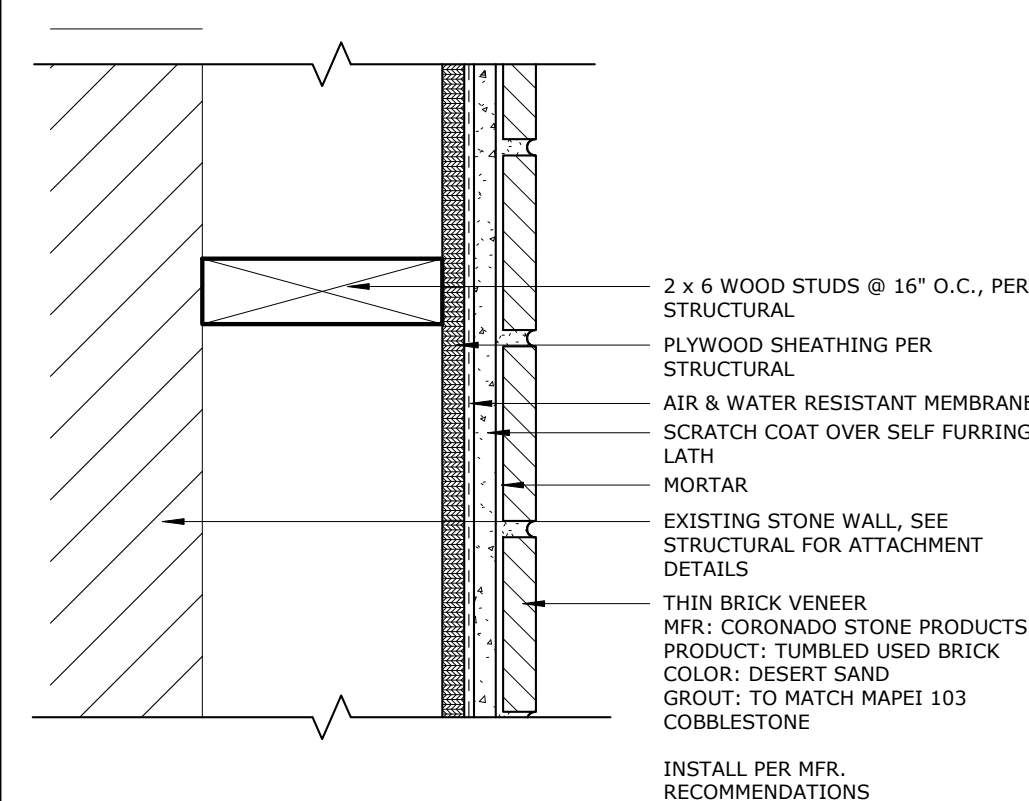 2 x 6 WOOD STUDS @ 16" O.C., PER
STRUCTURAL
PLYWOOD SHEATHING PER
STRUCTURAL
AIR & WATER RESISTANT MEMBRANE
SCRATCH COAT OVER SELF FURRING
LATH
MORTAR
EXISTING STONE WALL, SEE
STRUCTURAL FOR ATTACHMENT
DETAILS
THIN BRICK VENEER
MFR: CORONADO STONE PRODUCTS
PRODUCT: TUMBLED USED BRICK
COLOR: DESERT SAND
GROUT: TO MATCH MAPEI 103
COBBLESTONE
INSTALL PER MFR.
RECOMMENDATIONS